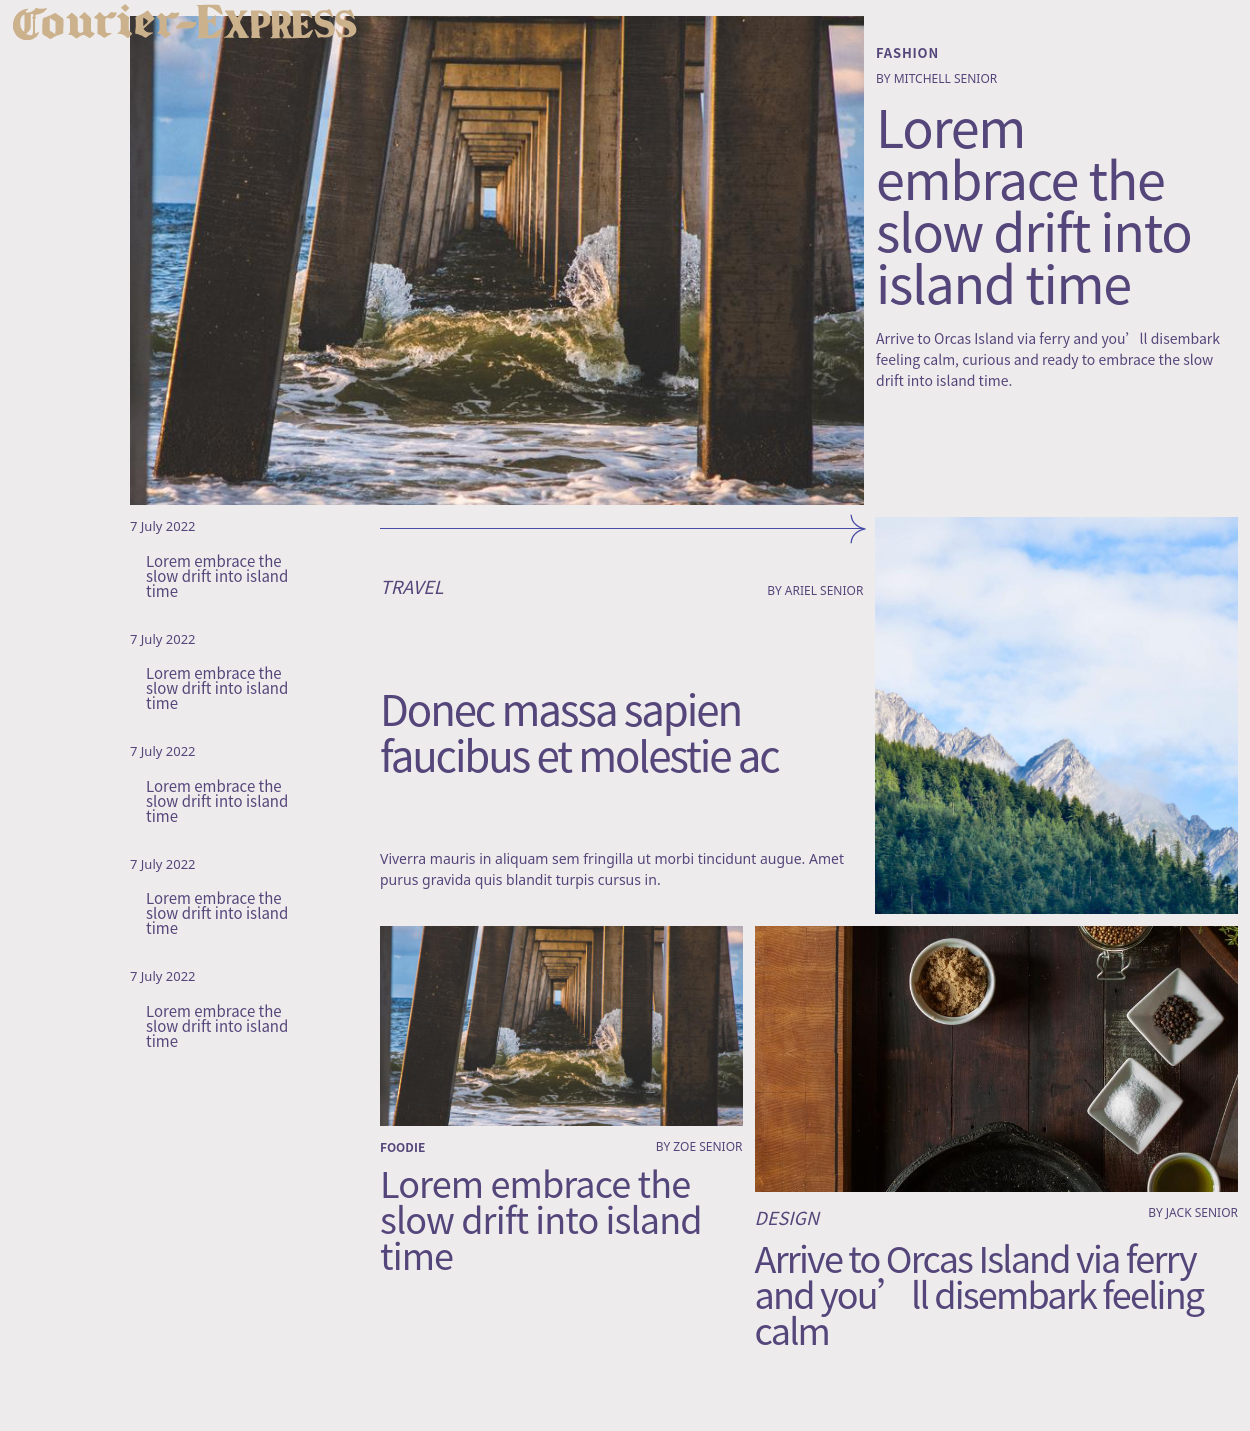 Courier-Express
FASHION
BY MITCHELL SENIOR
Lorem
embrace the
slow drift into
island time
Arrive to Orcas Island via ferry and you’ll disembark
feeling calm, curious and ready to embrace the slow
drift into island time.
7 July 2022
Lorem embrace the
slow drift into island
time
7 July 2022
Lorem embrace the
slow drift into island
time
7 July 2022
Lorem embrace the
slow drift into island
time
7 July 2022
Lorem embrace the
slow drift into island
time
7 July 2022
Lorem embrace the
slow drift into island
time
TRAVEL
BY ARIEL SENIOR
Donec massa sapien
faucibus et molestie ac
Viverra mauris in aliquam sem fringilla ut morbi tincidunt augue. Amet
purus gravida quis blandit turpis cursus in.
FOODIE
BY ZOE SENIOR
Lorem embrace the
slow drift into island
time
DESIGN
BY JACK SENIOR
Arrive to Orcas Island via ferry
and you’ll disembark feeling
calm